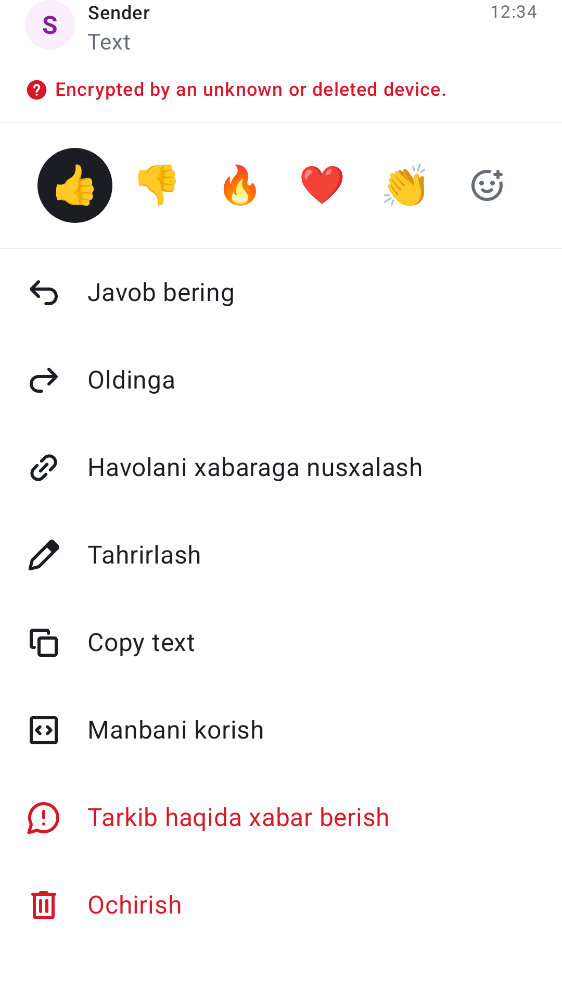 S
Sender
12:34
Text
Encrypted by an unknown or deleted device.
Javob bering
Oldinga
Havolani xabaraga nusxalash
Tahrirlash
Copy text
Manbani korish
Tarkib haqida xabar berish
Ochirish